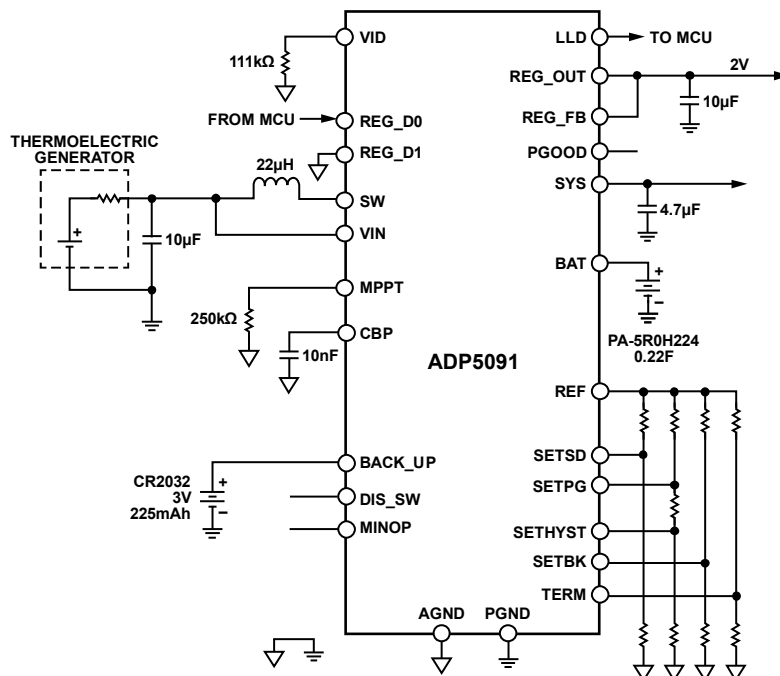 VID
111kΩ
FROM MCU
REG_D0
REG_D1
THERMOELECTRIC
GENERATOR
22µH
SW
+
10µF
VIN
MPPT
250kΩ
CBP
10nF
ADP5091
BACK_UP
CR2032
3V
225mAh
+
–
DIS_SW
MINOP
AGND
PGND
LLD
TO MCU
REG_OUT
2V
10µF
REG_FB
PGOOD
SYS
4.7µF
BAT
+
–
PA-5R0H224
0.22F
REF
SETSD
SETPG
SETHYST
SETBK
TERM